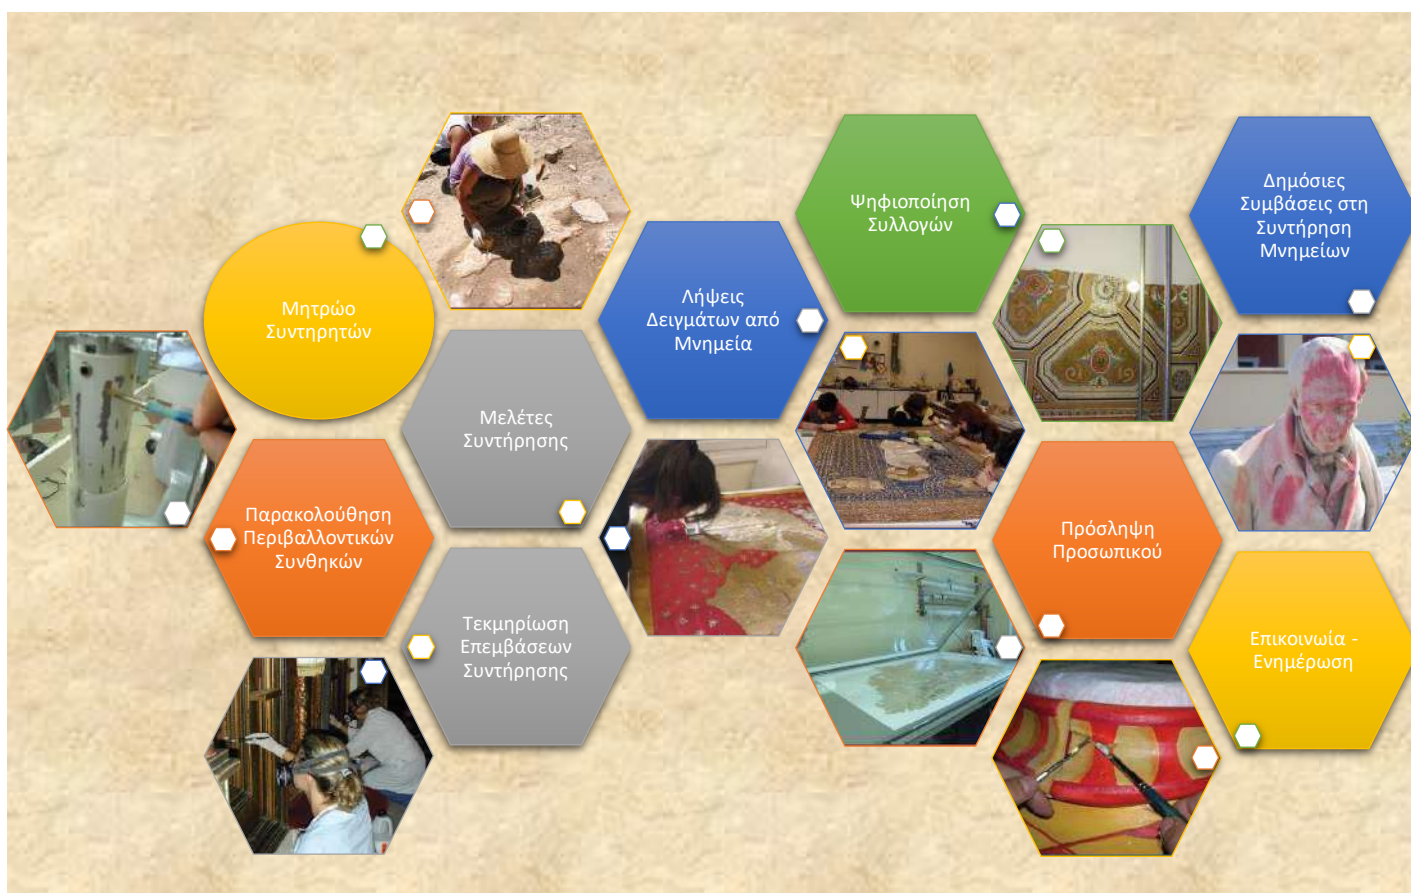 Μητρώο
Συντηρητών
Παρακολούθηση
Περιβαλλοντικών
Συνθηκών
Μελέτες
Συντήρησης
Τεκμηρίωση
Επεμβάσεων
Συντήρησης
Λήψεις
Δειγμάτων από
Μνημεία
Ψηφιοποίηση
Συλλογών
Πρόσληψη
Προσωπικού
Δημόσιες
Συμβάσεις στη
Συντήρηση
Μνημείων
Επικοινωία -
Ενημέρωση